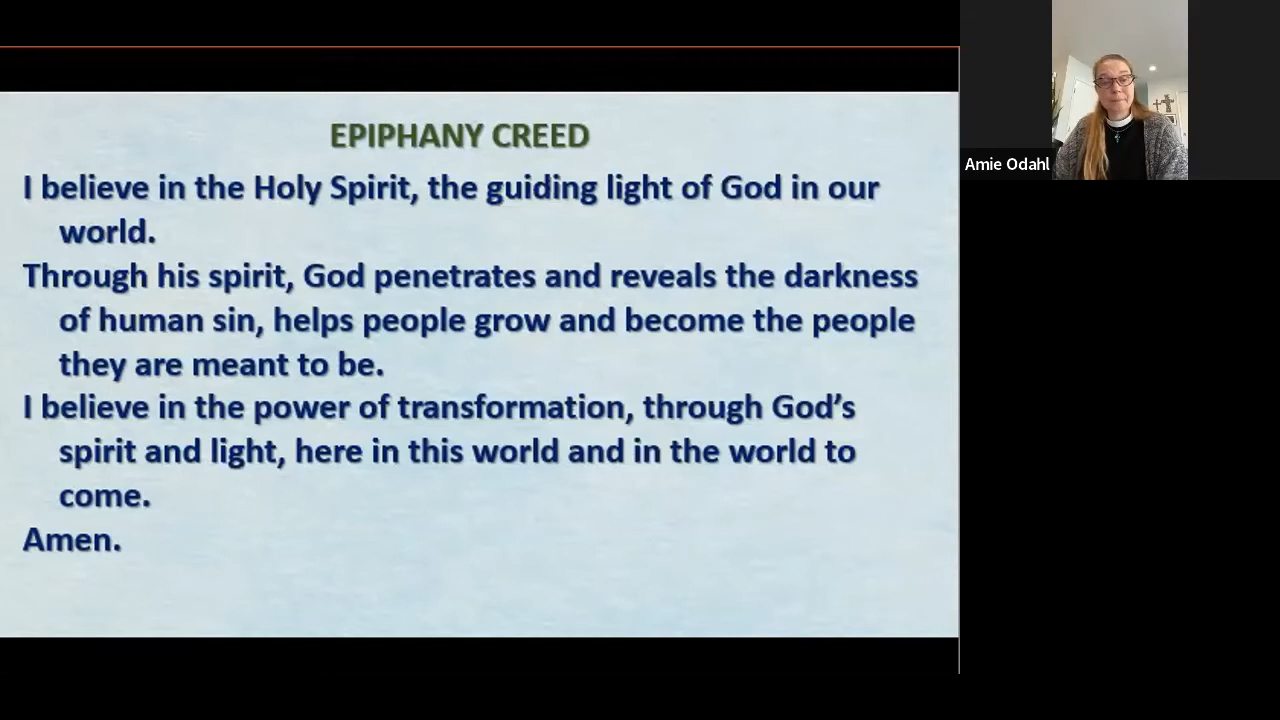 EPIPHANY CREED
I believe in the Holy Spirit, the guiding light of God in our
world.
Through his spirit, God penetrates and reveals the darkness
of human sin, helps people grow and become the people
they are meant to be.
I believe in the power of transformation, through God’s
spirit and light, here in this world and in the world to
come.
Amen.
Amie Odahl